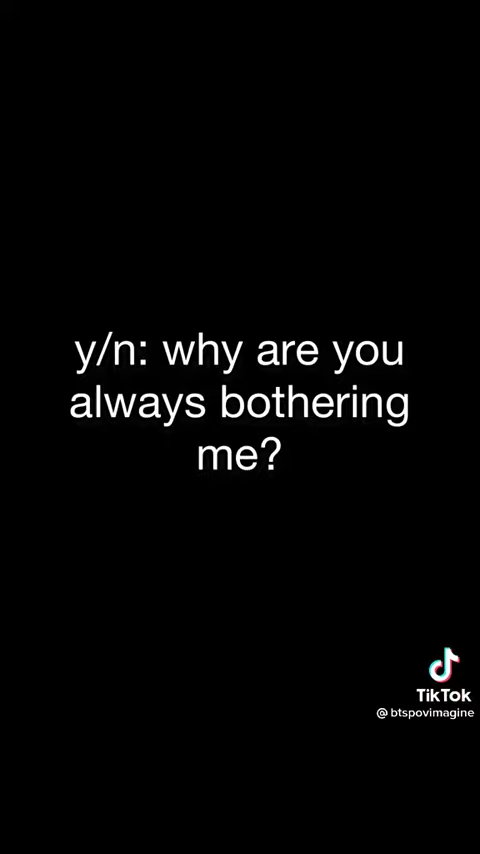 y/n: why are you
always bothering
me?
TikTok
@ btspovimagine